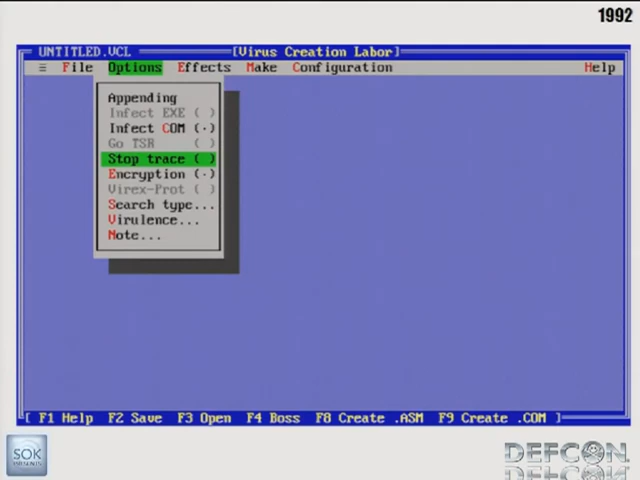 1992
UNTITLED.VCL [Virus Creation Labor]
≡ File Options Effects Make Configuration Help
Appending
Infect EXE ( )
Infect COM (·)
Go TSR ( )
Stop trace ( )
Encryption (·)
Virex-Prot ( )
Search type...
Virulence...
Note...
[ F1 Help F2 Save F3 Open F4 Boss F8 Create .ASM F9 Create .COM ]
SOK
PRESENTS
DEFCON